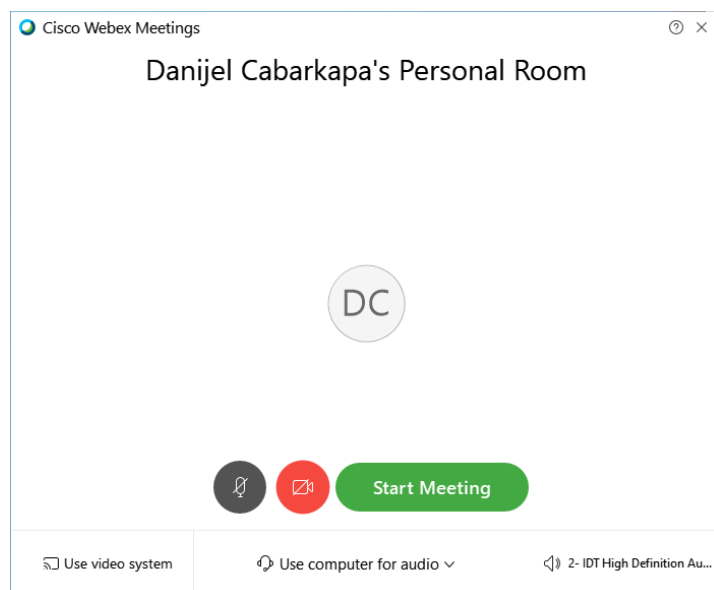 Cisco Webex Meetings
Danijel Cabarkapa's Personal Room
DC
Start Meeting
Use video system
Use computer for audio
2- IDT High Definition Au...